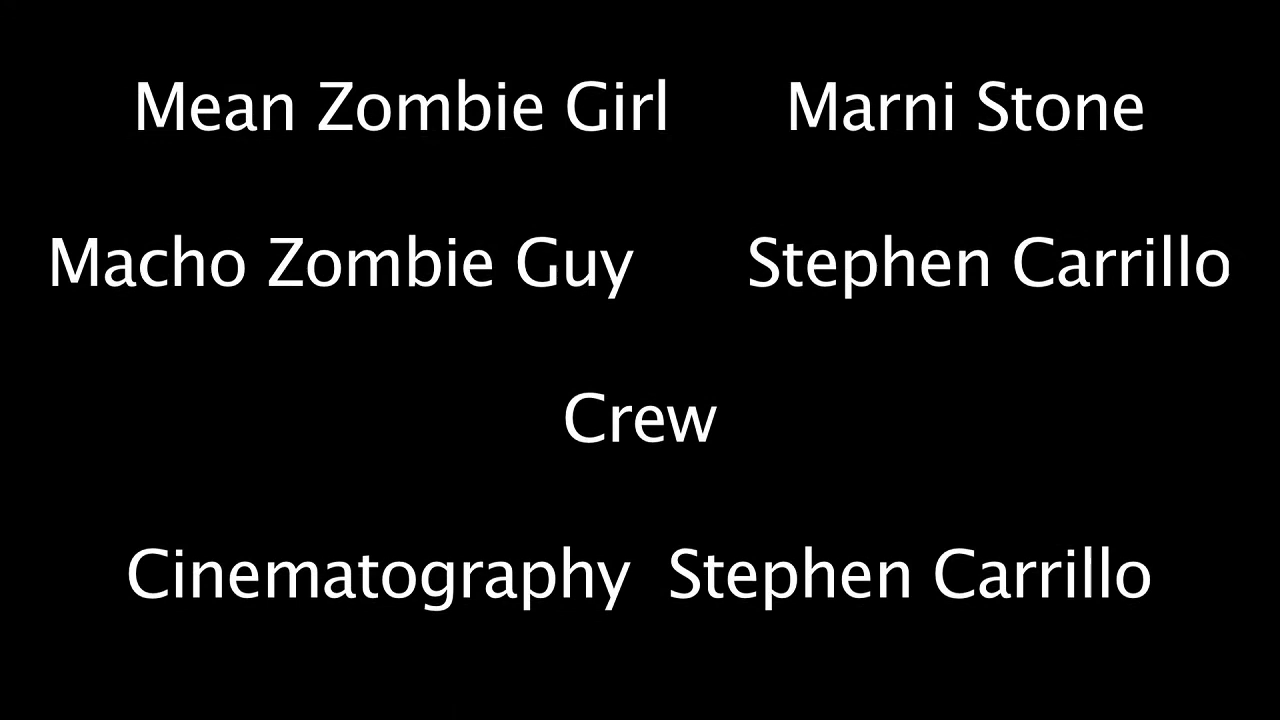 Mean Zombie Girl Marni Stone
Macho Zombie Guy Stephen Carrillo
Crew
Cinematography Stephen Carrillo